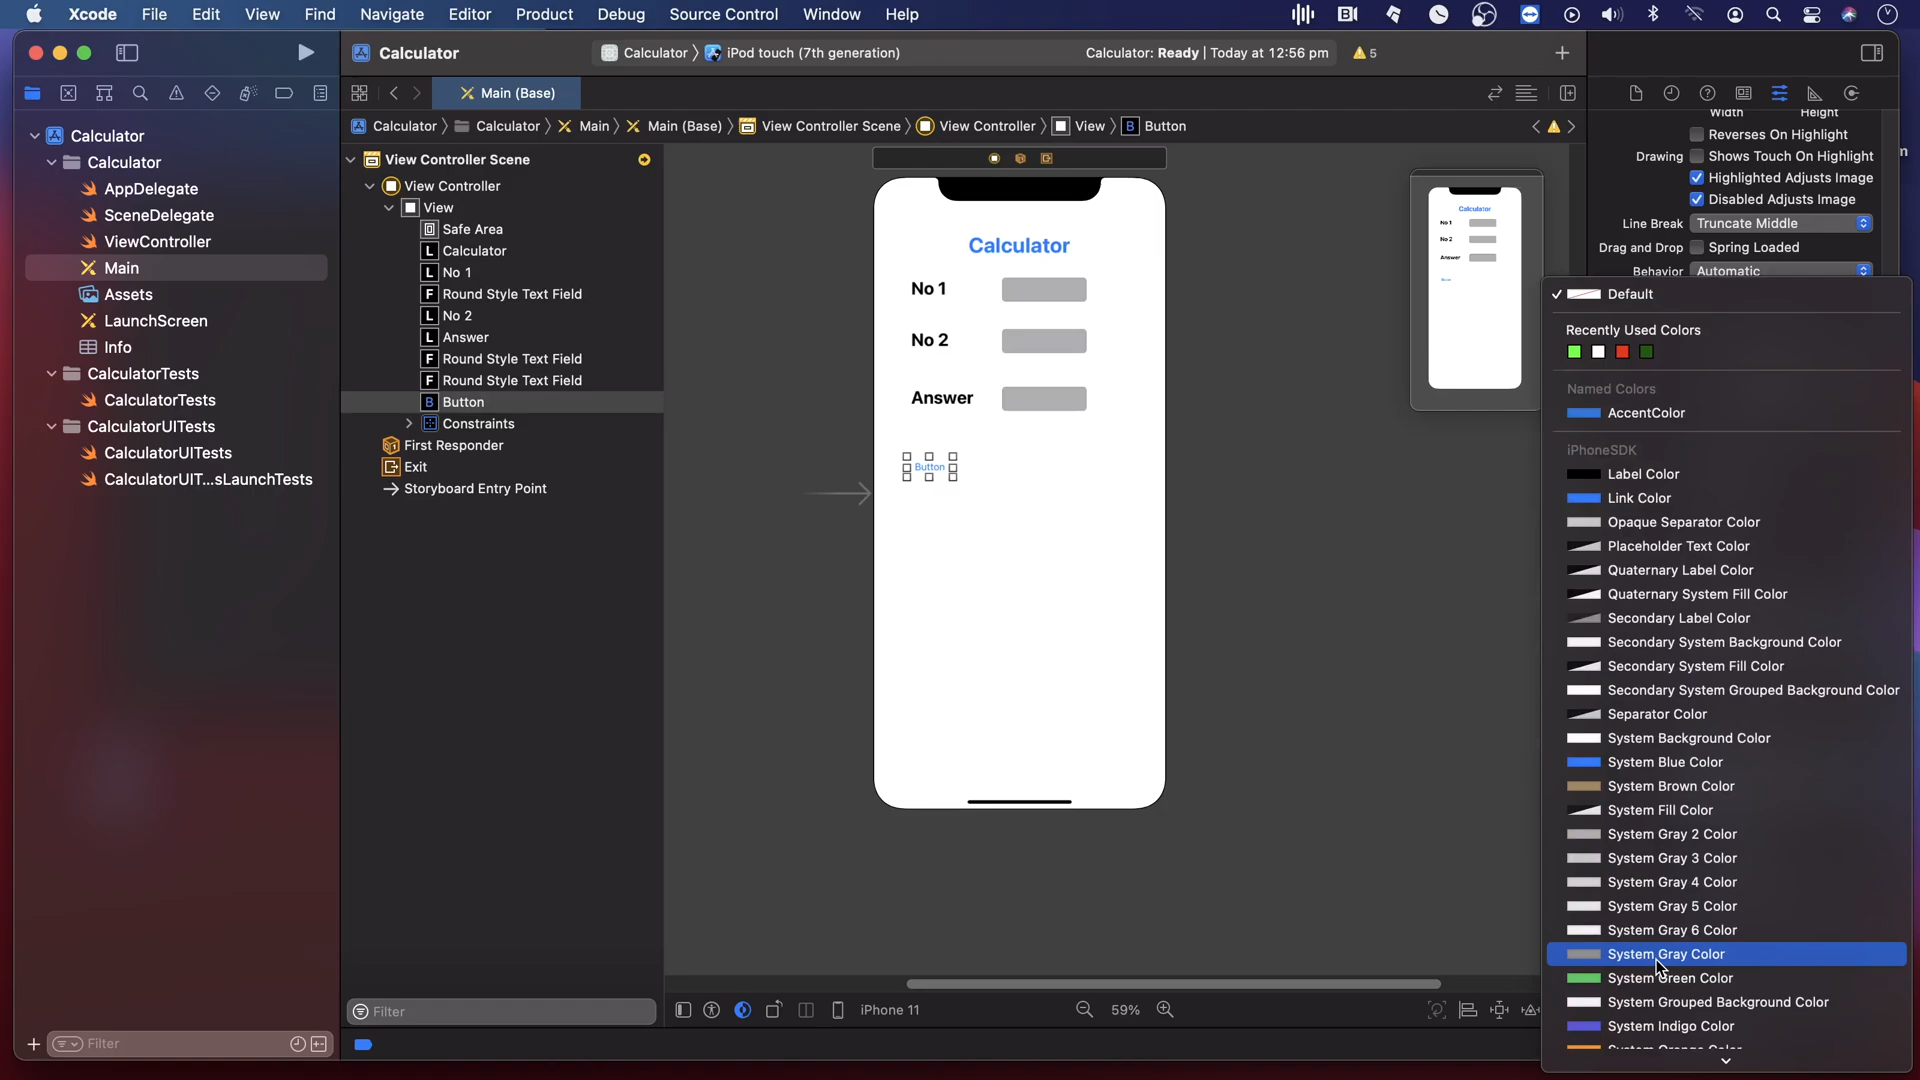 Xcode File Edit View Find Navigate Editor Product Debug Source Control Window Help
Calculator
Calculator iPod touch (7th generation)
Calculator: Ready | Today at 12:56 pm
5
Main (Base)
Calculator Calculator Main Main (Base) View Controller Scene View Controller View B Button
Calculator
Calculator
AppDelegate
SceneDelegate
ViewController
Main
Assets
LaunchScreen
Info
CalculatorTests
CalculatorTests
CalculatorUITests
CalculatorUITests
CalculatorUIT...sLaunchTests
Filter
View Controller Scene
View Controller
View
Safe Area
L Calculator
L No 1
F Round Style Text Field
L No 2
L Answer
F Round Style Text Field
F Round Style Text Field
B Button
Constraints
First Responder
Exit
Storyboard Entry Point
Filter
Calculator
No 1
No 2
Answer
Button
Calculator
No 1
No 2
Answer
iPhone 11
59%
Width Height
Reverses On Highlight
Drawing Shows Touch On Highlight
Highlighted Adjusts Image
Disabled Adjusts Image
Line Break Truncate Middle
Drag and Drop Spring Loaded
Behavior Automatic
Default
Recently Used Colors
Named Colors
AccentColor
iPhoneSDK
Label Color
Link Color
Opaque Separator Color
Placeholder Text Color
Quaternary Label Color
Quaternary System Fill Color
Secondary Label Color
Secondary System Background Color
Secondary System Fill Color
Secondary System Grouped Background Color
Separator Color
System Background Color
System Blue Color
System Brown Color
System Fill Color
System Gray 2 Color
System Gray 3 Color
System Gray 4 Color
System Gray 5 Color
System Gray 6 Color
System Gray Color
System Green Color
System Grouped Background Color
System Indigo Color
System Orange Color